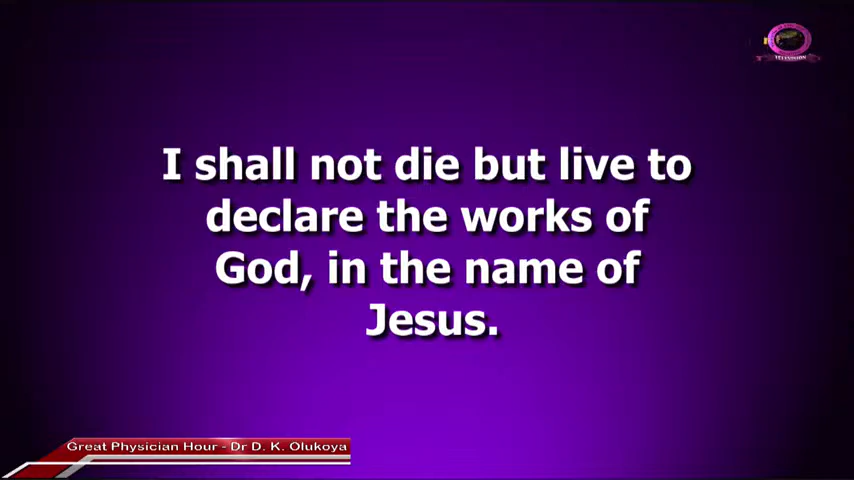 TELEVISION
I shall not die but live to
declare the works of
God, in the name of
Jesus.
Great Physician Hour - Dr D. K. Olukoya